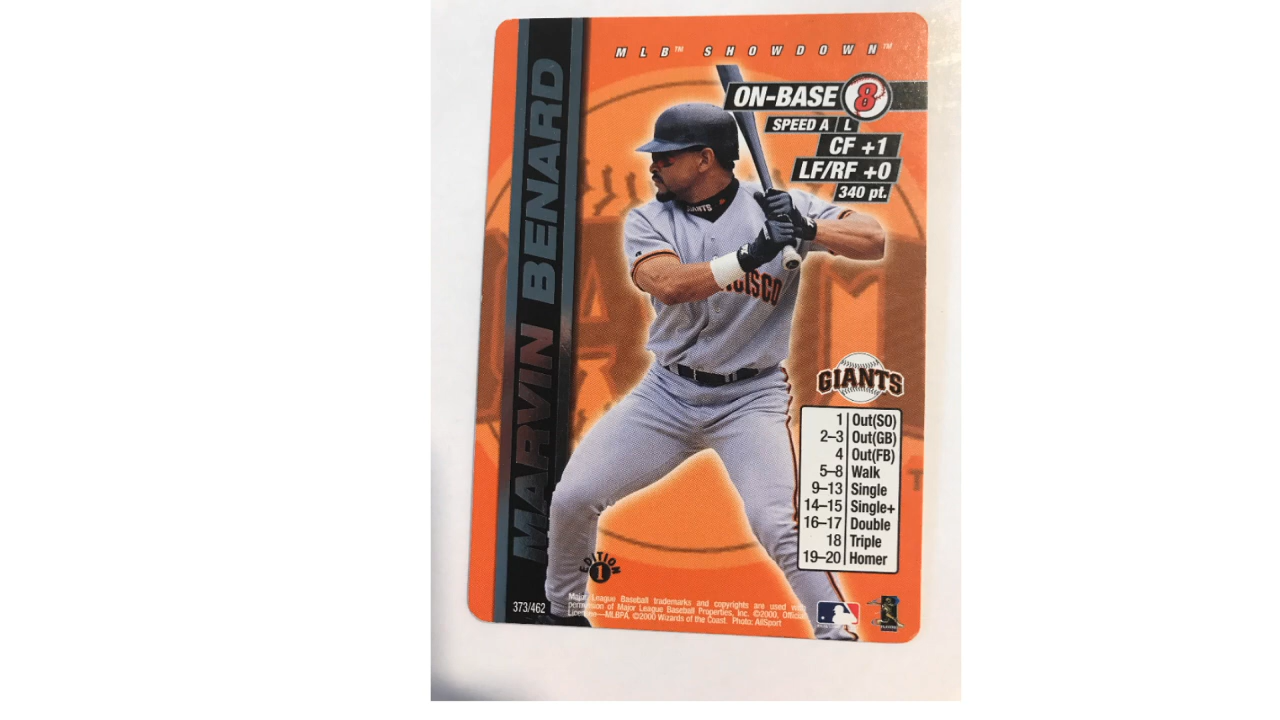 MLB™ SHOWDOWN™
MARVIN BENARD
ON-BASE 8
SPEED A L
CF +1
LF/RF +0
340 pt.
GIANTS
CISCO
GIANTS
1 Out(SO)
2–3 Out(GB)
4 Out(FB)
5–8 Walk
9–13 Single
14–15 Single+
16–17 Double
18 Triple
19–20 Homer
EDITION
1
373/462
Major League Baseball trademarks and copyrights are used with
permission of Major League Baseball Properties, Inc. ©2000, Official
Licensee—MLBPA, ©2000 Wizards of the Coast. Photo: AllSport